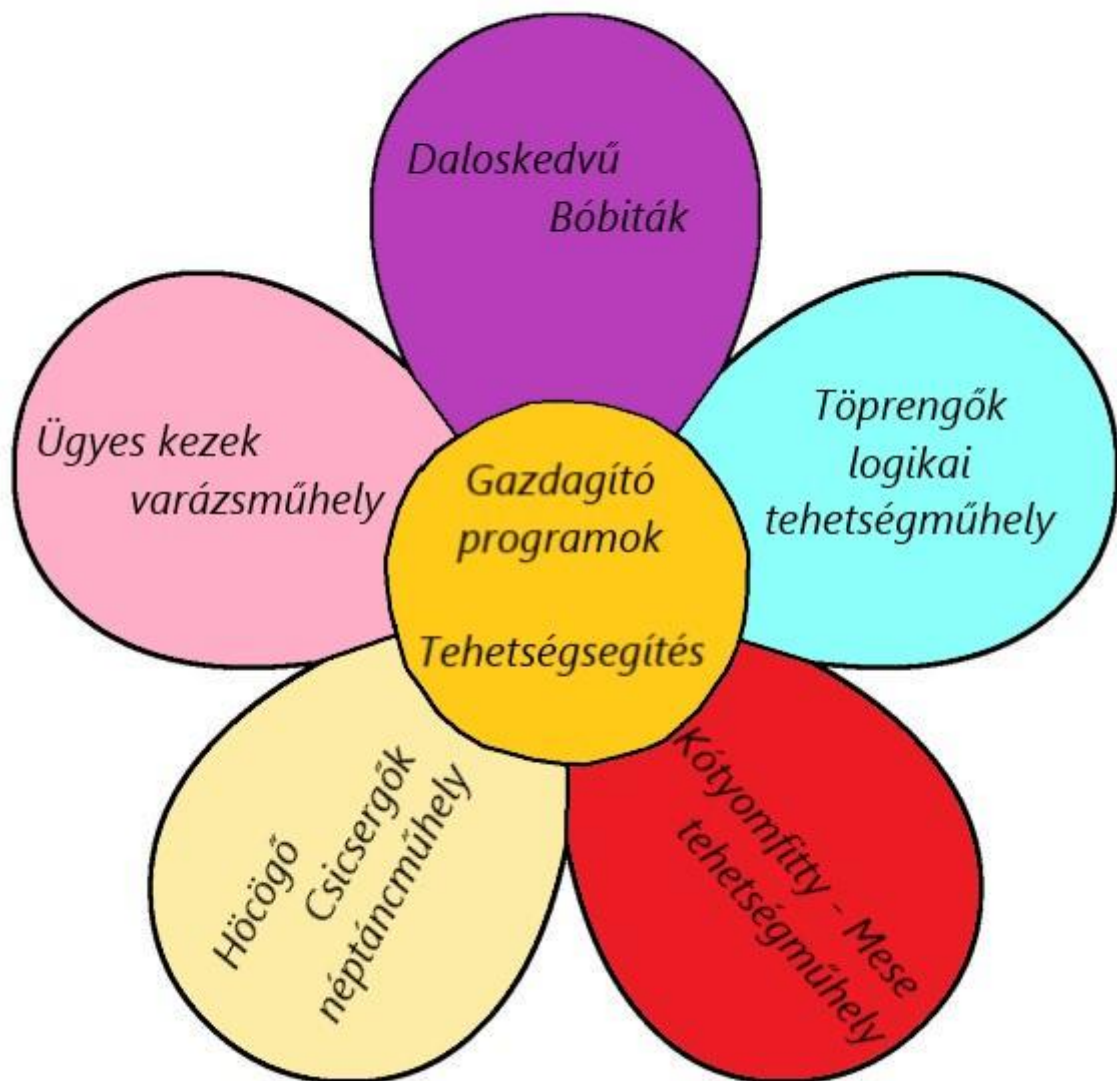 Daloskedvű
Bóbiták
Ügyes kezek
varázsműhely
Töprengők
logikai
tehetségműhely
Gazdagító
programok
Tehetségsegítés
Höcögő
Csicsergők
néptáncműhely
Kótyomfitty - Mese
tehetségműhely